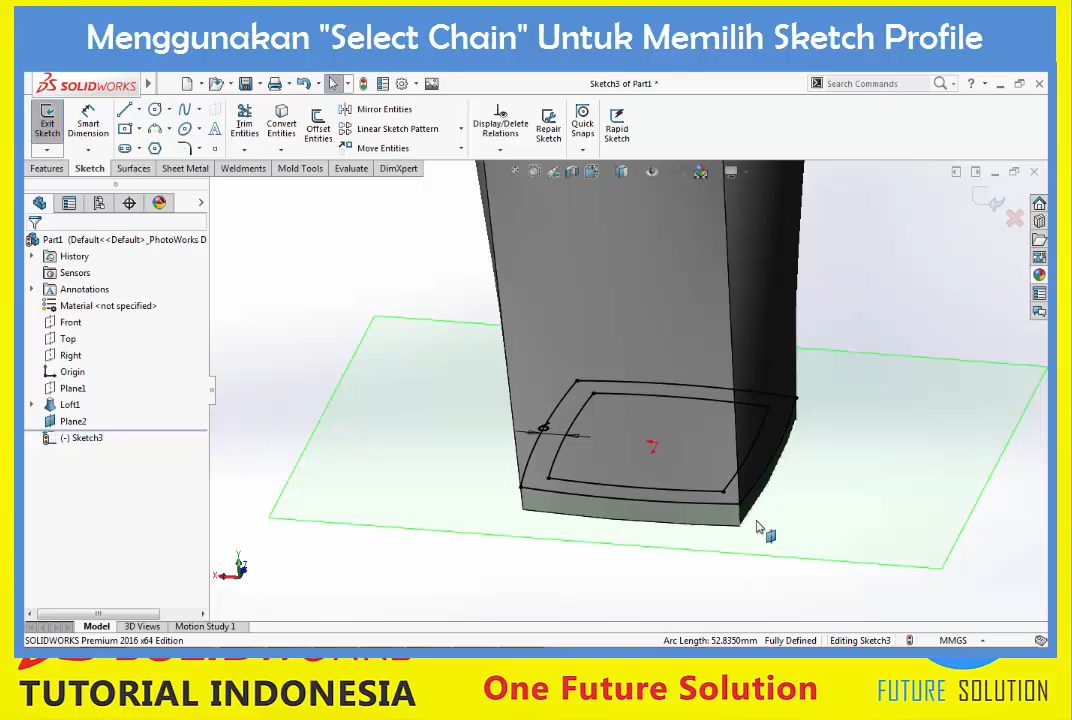 Menggunakan "Select Chain" Untuk Memilih Sketch Profile
SOLIDWORKS
Sketch3 of Part1 *
Search Commands
Exit Sketch
Smart Dimension
Trim Entities
Convert Entities
Offset Entities
Mirror Entities
Linear Sketch Pattern
Move Entities
Display/Delete Relations
Repair Sketch
Quick Snaps
Rapid Sketch
Features
Sketch
Surfaces
Sheet Metal
Weldments
Mold Tools
Evaluate
DimXpert
Part1 (Default<<Default>_PhotoWorks D
History
Sensors
Annotations
Material <not specified>
Front
Top
Right
Origin
Plane1
Loft1
Plane2
(-) Sketch3
Y
Z
X
Model
3D Views
Motion Study 1
SOLIDWORKS Premium 2016 x64 Edition
Arc Length: 52.8350mm
Fully Defined
Editing Sketch3
MMGS
SOLIDWORKS
TUTORIAL INDONESIA
One Future Solution
FUTURE SOLUTION